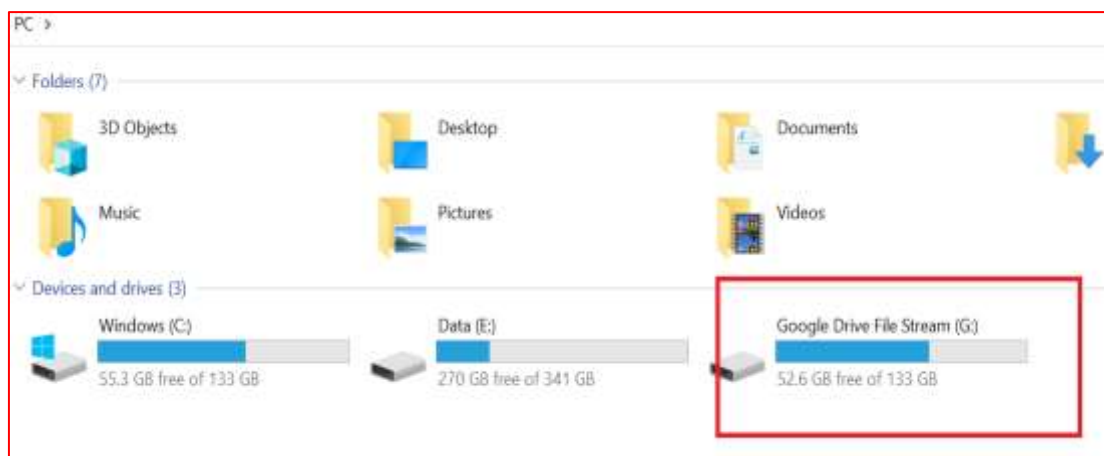 PC >
Folders (7)
3D Objects
Desktop
Documents
Music
Pictures
Videos
Devices and drives (3)
Windows (C:)
55.3 GB free of 133 GB
Data (E:)
270 GB free of 341 GB
Google Drive File Stream (G:)
52.6 GB free of 133 GB